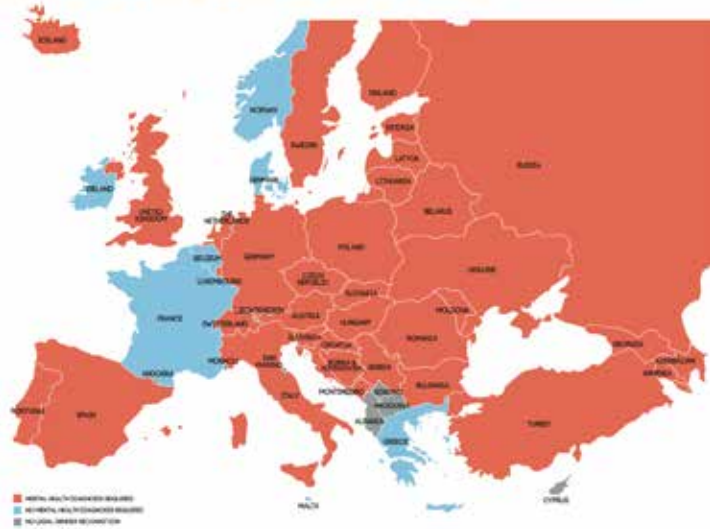 ICELAND
NORWAY
FINLAND
SWEDEN
ESTONIA
RUSSIA
LATVIA
LITHUANIA
DENMARK
IRELAND
UNITED
KINGDOM
THE
NETHERLANDS
BELARUS
POLAND
BELGIUM
GERMANY
UKRAINE
LUXEMBOURG
CZECH
REPUBLIC
SLOVAKIA
LIECHTENSTEIN
AUSTRIA
MOLDOVA
FRANCE
SWITZERLAND
HUNGARY
SLOVENIA
ROMANIA
CROATIA
GEORGIA
ANDORRA
MONACO
SAN
MARINO
BOSNIA &
HERZEGOVINA
SERBIA
AZERBAIJAN
ARMENIA
BULGARIA
MONTENEGRO
KOSOVO
ITALY
MACEDONIA
PORTUGAL
SPAIN
ALBANIA
TURKEY
GREECE
MENTAL HEALTH DIAGNOSIS REQUIRED
NO MENTAL HEALTH DIAGNOSIS REQUIRED
NO LEGAL GENDER RECOGNITION
MALTA
CYPRUS